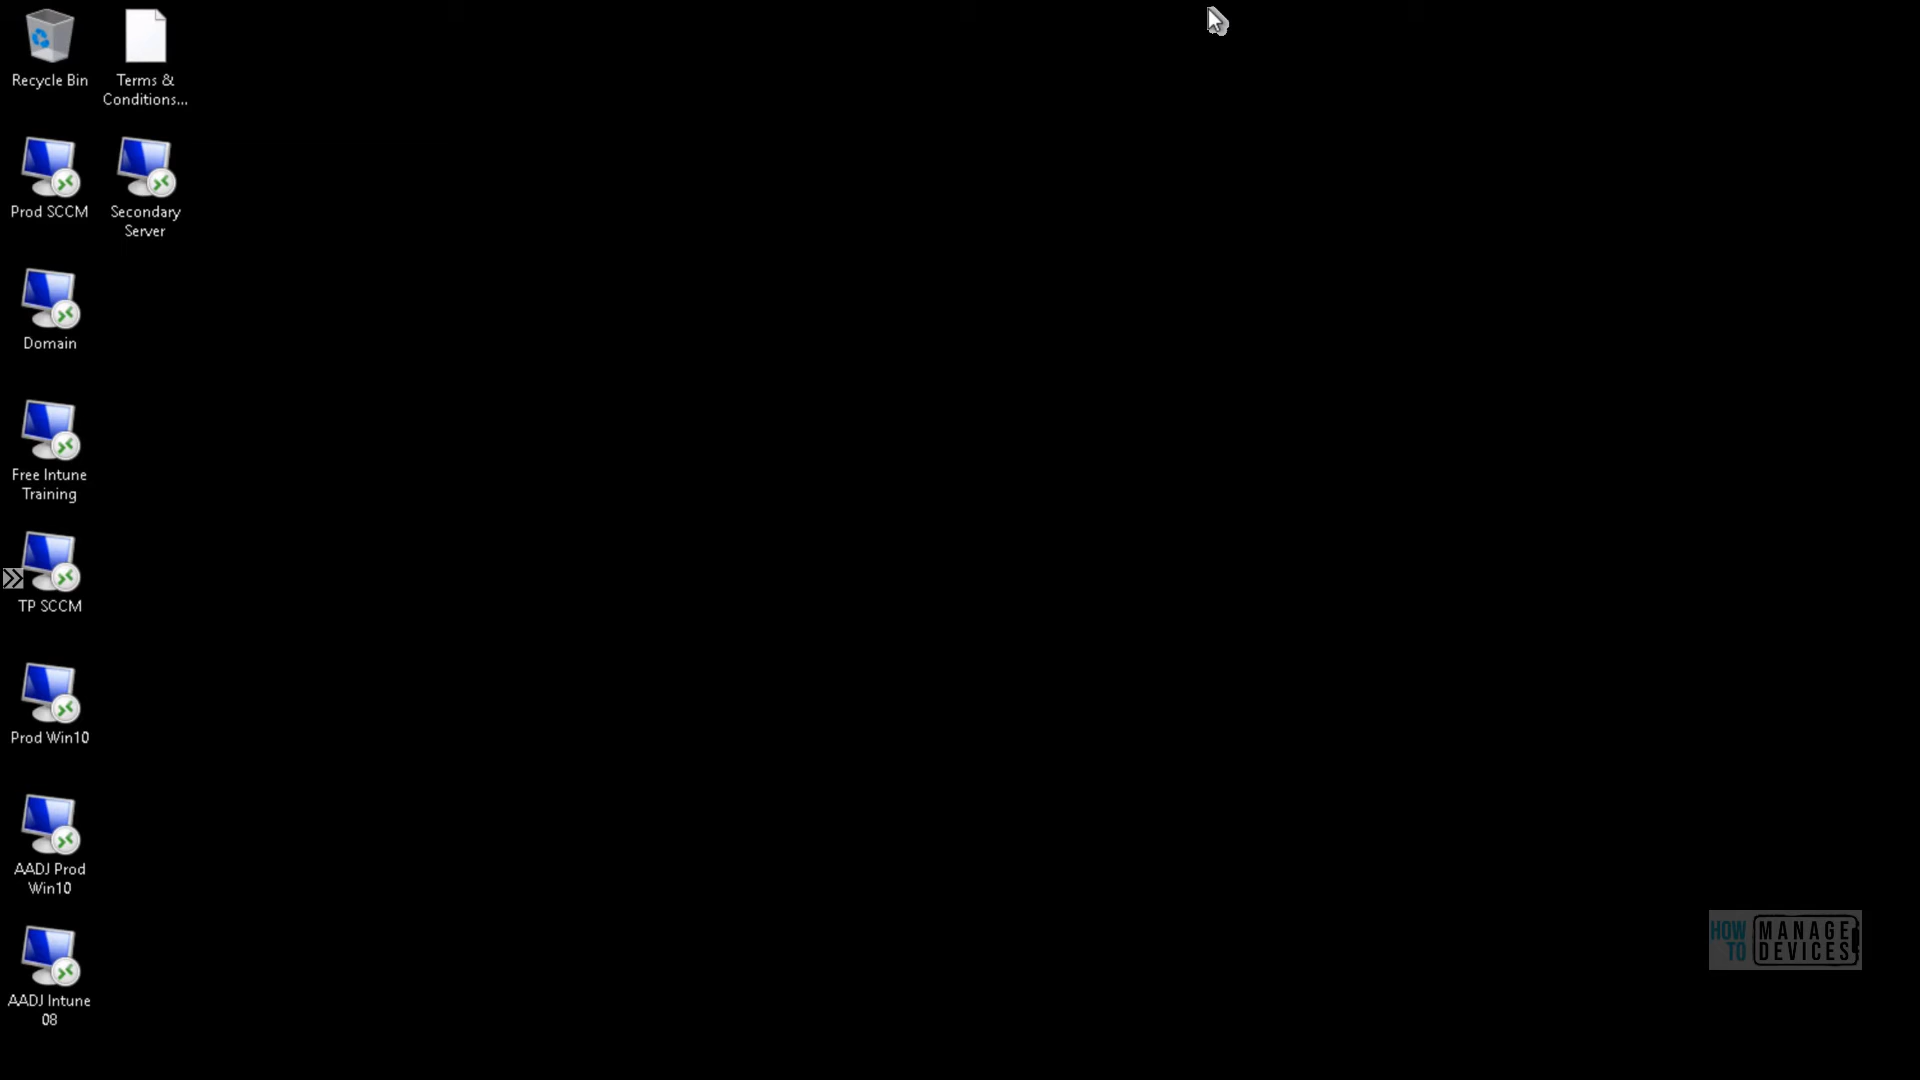 Recycle Bin
Terms &
Conditions...
Prod SCCM
Secondary
Server
Domain
Free Intune
Training
TP SCCM
Prod Win10
AADJ Prod
Win10
AADJ Intune
08
HOW
TO
MANAGE
DEVICES